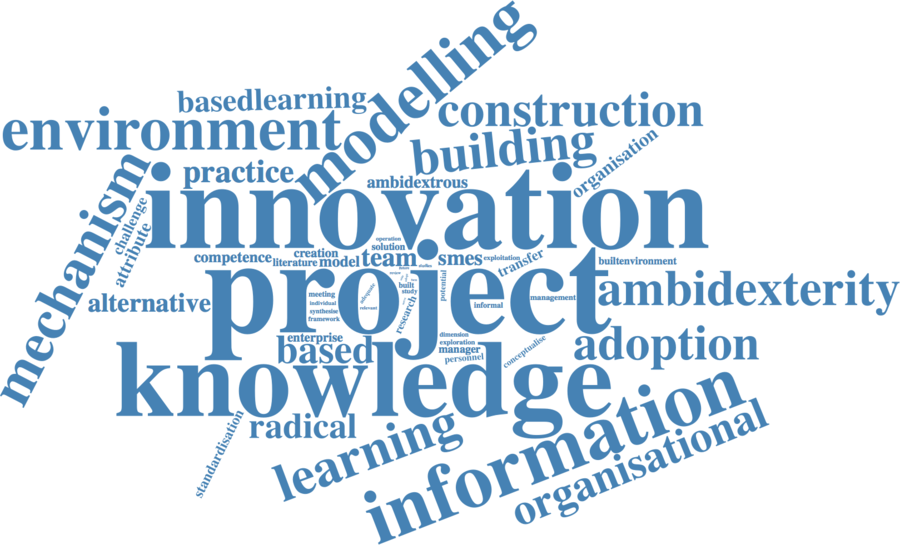 modelling
basedlearning
construction
environment
building
organisation
practice
ambidextrous
mechanism
innovation
challenge
attribute
operation
solution
creation
competence
literature
model
team
smes
exploitation
transfer
builtenvironment
project
potential
built
study
adequate
relevant
research
meeting
individual
synthesise
framework
informal
management
alternative
ambidexterity
enterprise
based
dimension
exploration
manager
personnel
conceptualise
adoption
knowledge
standardisation
radical
learning
information
organisational